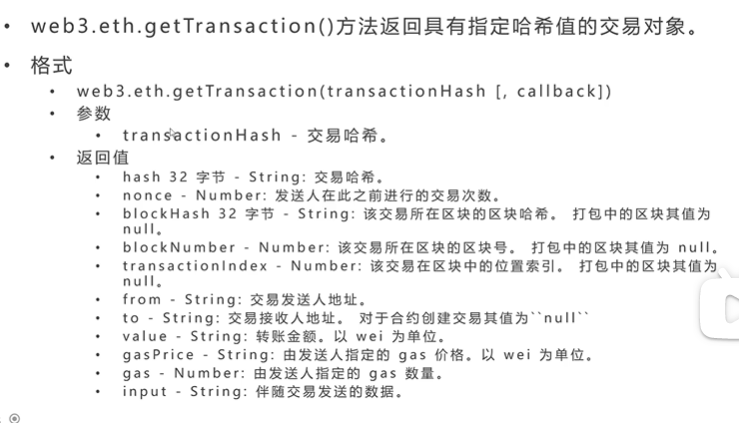 • web3.eth.getTransaction()方法返回具有指定哈希值的交易对象。
• 格式
• web3.eth.getTransaction(transactionHash [, callback])
• 参数
• transactionHash - 交易哈希。
• 返回值
• hash 32 字节 - String: 交易哈希。
• nonce - Number: 发送人在此之前进行的交易次数。
• blockHash 32 字节 - String: 该交易所在区块的区块哈希。 打包中的区块其值为
null。
• blockNumber - Number: 该交易所在区块的区块号。 打包中的区块其值为 null。
• transactionIndex - Number: 该交易在区块中的位置索引。 打包中的区块其值为
null。
• from - String: 交易发送人地址。
• to - String: 交易接收人地址。 对于合约创建交易其值为``null``
• value - String: 转账金额。以 wei 为单位。
• gasPrice - String: 由发送人指定的 gas 价格。以 wei 为单位。
• gas - Number: 由发送人指定的 gas 数量。
• input - String: 伴随交易发送的数据。